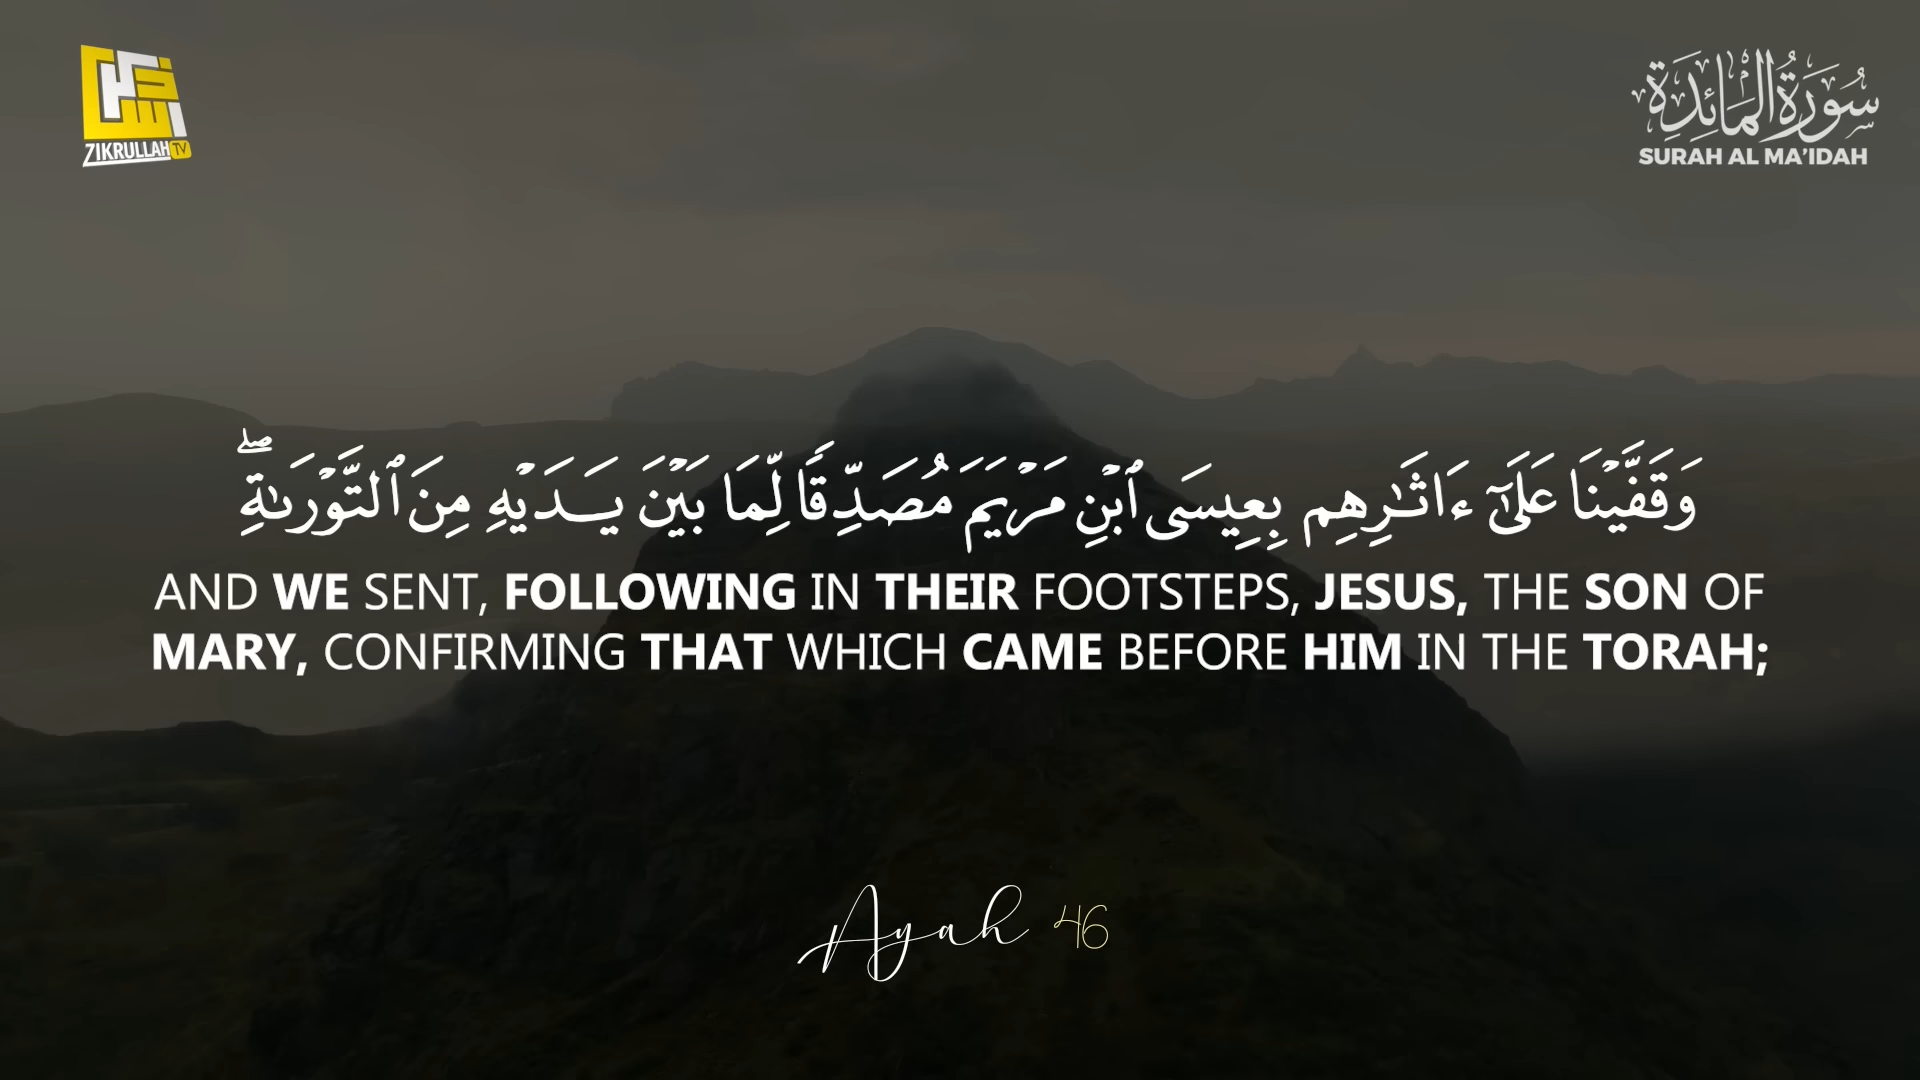 ZIKRULLAH TV
سُورَةُ المَائِدَةِ
SURAH AL MA'IDAH
وَقَفَّيْنَا عَلَىٰٓ ءَاثَـٰرِهِم بِعِيسَى ٱبْنِ مَرْيَمَ مُصَدِّقًا لِّمَا بَيْنَ يَـدَيْهِ مِنَ ٱلتَّوْرَىٰةِ ۖ
AND WE SENT, FOLLOWING IN THEIR FOOTSTEPS, JESUS, THE SON OF
MARY, CONFIRMING THAT WHICH CAME BEFORE HIM IN THE TORAH;
Ayah 46